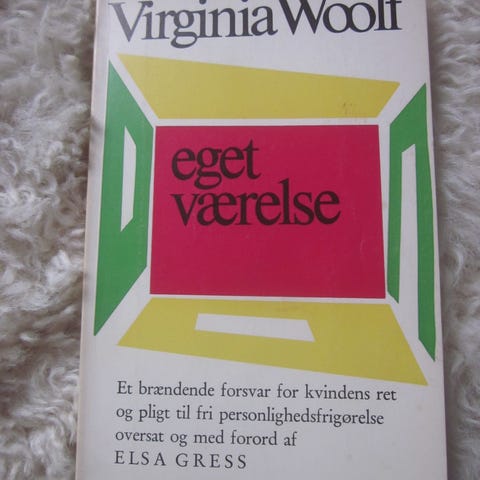 Virginia Woolf
eget
værelse
Et brændende forsvar for kvindens ret
og pligt til fri personlighedsfrigørelse
oversat og med forord af
ELSA GRESS